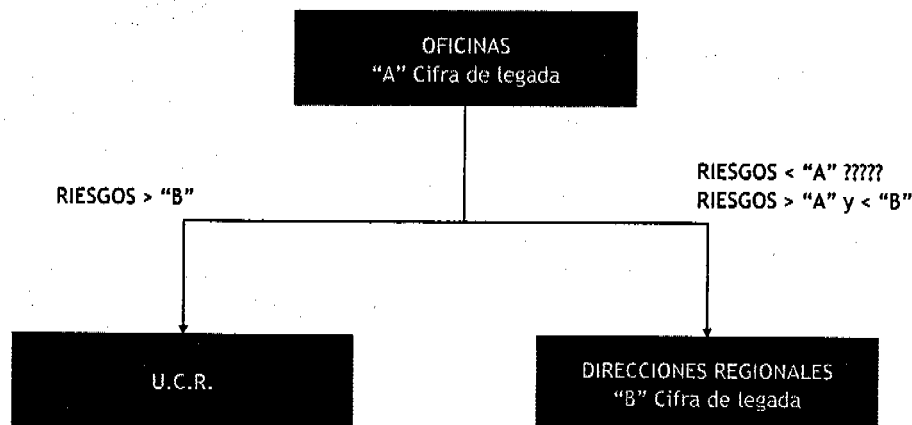 OFICINAS
"A" Cifra de legada
RIESGOS > "B"
RIESGOS < "A" ?????
RIESGOS > "A" y < "B"
U.C.R.
DIRECCIONES REGIONALES
"B" Cifra de legada